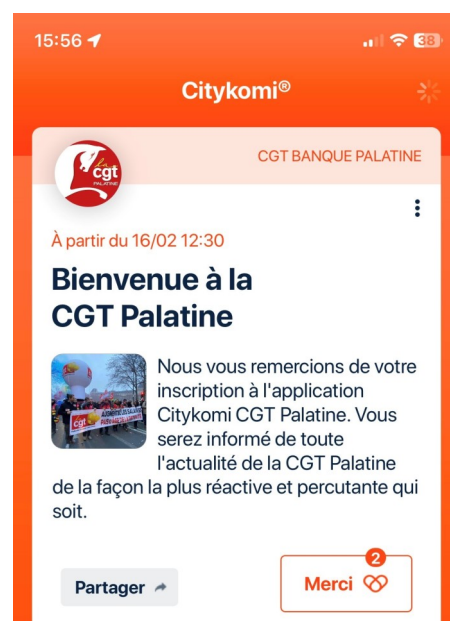 15:56
38
Citykomi®
la
cgt
PALATINE
CGT BANQUE PALATINE
À partir du 16/02 12:30
Bienvenue à la
CGT Palatine
cgt
Nous vous remercions de votre
inscription à l'application
Citykomi CGT Palatine. Vous
serez informé de toute
l'actualité de la CGT Palatine
de la façon la plus réactive et percutante qui
soit.
Partager
2
Merci